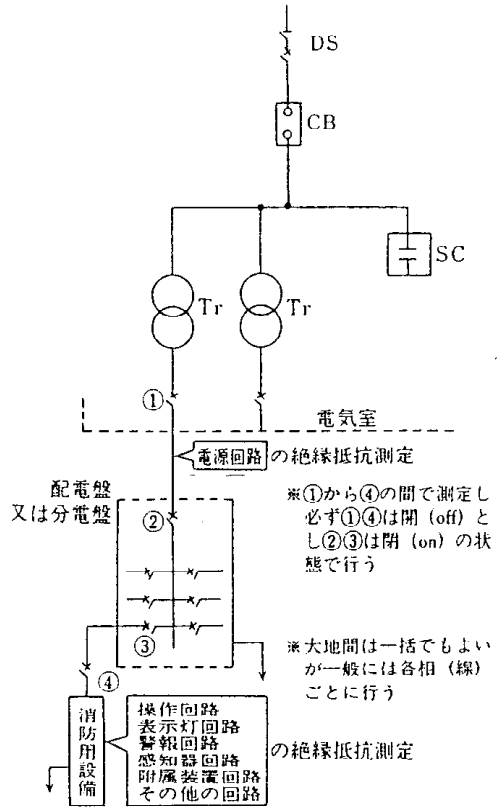 DS
CB
SC
Tr
Tr
①
電気室
電源回路の絶縁抵抗測定
配電盤
又は分電盤
②
※①から④の間で測定し
必ず①④は開(off)と
し②③は閉(on)の状
態で行う
③
※大地間は一括でもよい
が一般には各相(線)
ごとに行う
④
消防用設備
操作回路
表示灯回路
警報回路
感知器回路
附属装置回路
その他の回路
の絶縁抵抗測定